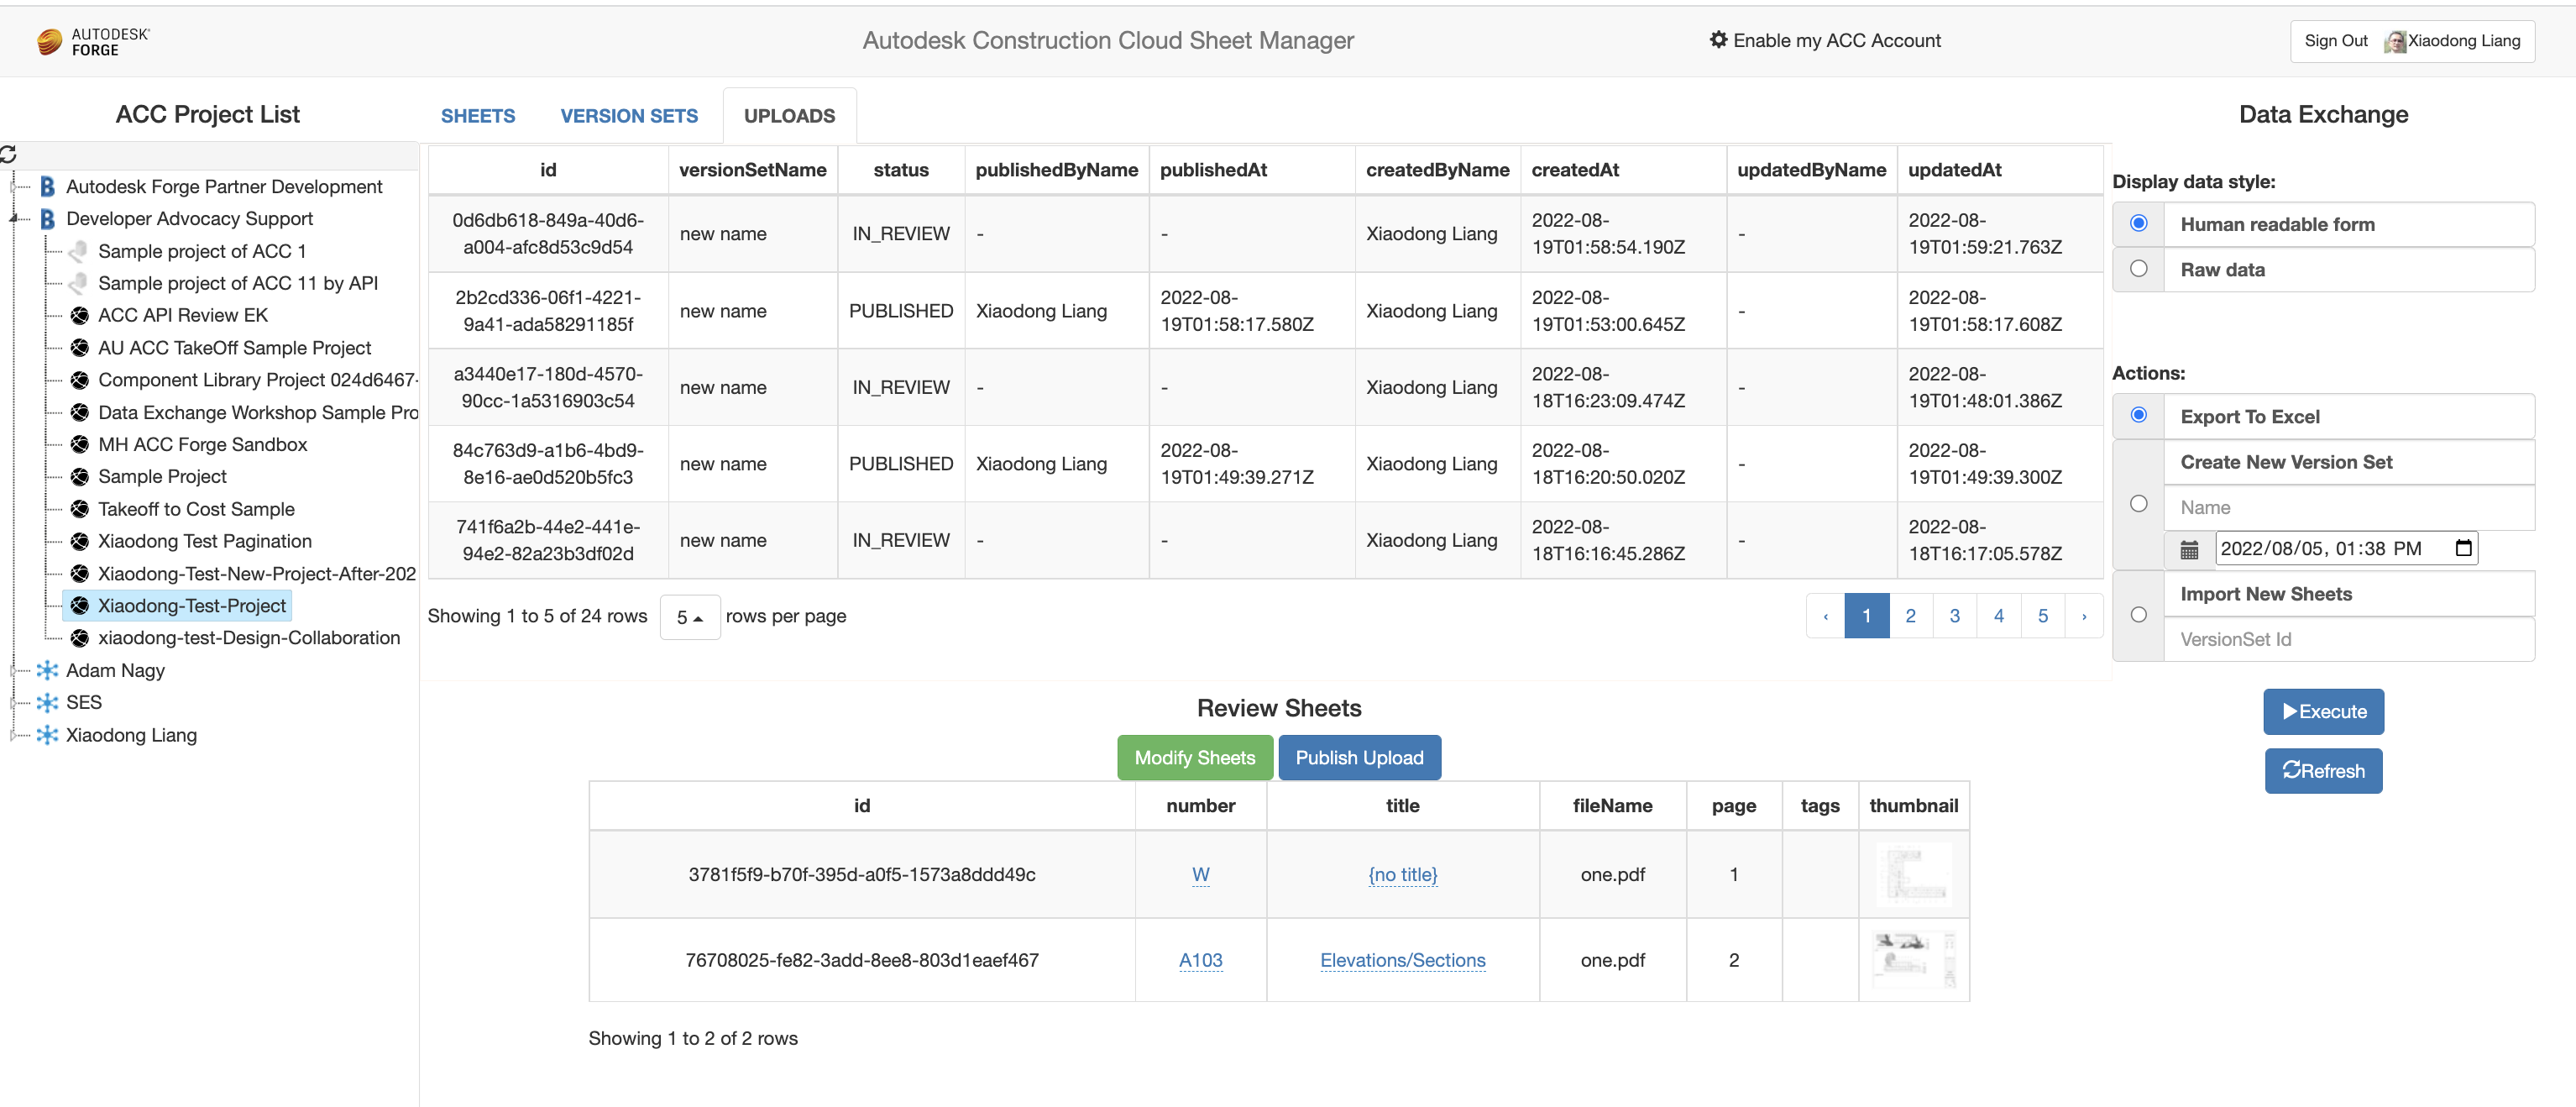 AUTODESK
FORGE
Autodesk Construction Cloud Sheet Manager
Enable my ACC Account
Sign Out Xiaodong Liang
ACC Project List
Autodesk Forge Partner Development
Developer Advocacy Support
Sample project of ACC 1
Sample project of ACC 11 by API
ACC API Review EK
AU ACC TakeOff Sample Project
Component Library Project 024d6467-
Data Exchange Workshop Sample Pro
MH ACC Forge Sandbox
Sample Project
Takeoff to Cost Sample
Xiaodong Test Pagination
Xiaodong-Test-New-Project-After-202
Xiaodong-Test-Project
xiaodong-test-Design-Collaboration
Adam Nagy
SES
Xiaodong Liang
SHEETS VERSION SETS UPLOADS
id versionSetName status publishedByName publishedAt createdByName createdAt updatedByName updatedAt
0d6db618-849a-40d6- 2022-08- 2022-08-
new name IN_REVIEW - - Xiaodong Liang -
a004-afc8d53c9d54 19T01:58:54.190Z 19T01:59:21.763Z
2b2cd336-06f1-4221- 2022-08- 2022-08- 2022-08-
new name PUBLISHED Xiaodong Liang Xiaodong Liang -
9a41-ada58291185f 19T01:58:17.580Z 19T01:53:00.645Z 19T01:58:17.608Z
a3440e17-180d-4570- 2022-08- 2022-08-
new name IN_REVIEW - - Xiaodong Liang -
90cc-1a5316903c54 18T16:23:09.474Z 19T01:48:01.386Z
84c763d9-a1b6-4bd9- 2022-08- 2022-08- 2022-08-
new name PUBLISHED Xiaodong Liang Xiaodong Liang -
8e16-ae0d520b5fc3 19T01:49:39.271Z 18T16:20:50.020Z 19T01:49:39.300Z
741f6a2b-44e2-441e- 2022-08- 2022-08-
new name IN_REVIEW - - Xiaodong Liang -
94e2-82a23b3df02d 18T16:16:45.286Z 18T16:17:05.578Z
Showing 1 to 5 of 24 rows 5 rows per page
‹ 1 2 3 4 5 ›
Review Sheets
Modify Sheets Publish Upload
id number title fileName page tags thumbnail
3781f5f9-b70f-395d-a0f5-1573a8ddd49c W {no title} one.pdf 1
76708025-fe82-3add-8ee8-803d1eaef467 A103 Elevations/Sections one.pdf 2
Showing 1 to 2 of 2 rows
Data Exchange
Display data style:
Human readable form
Raw data
Actions:
Export To Excel
Create New Version Set
Name
2022/08/05, 01:38 PM
Import New Sheets
VersionSet Id
Execute
Refresh